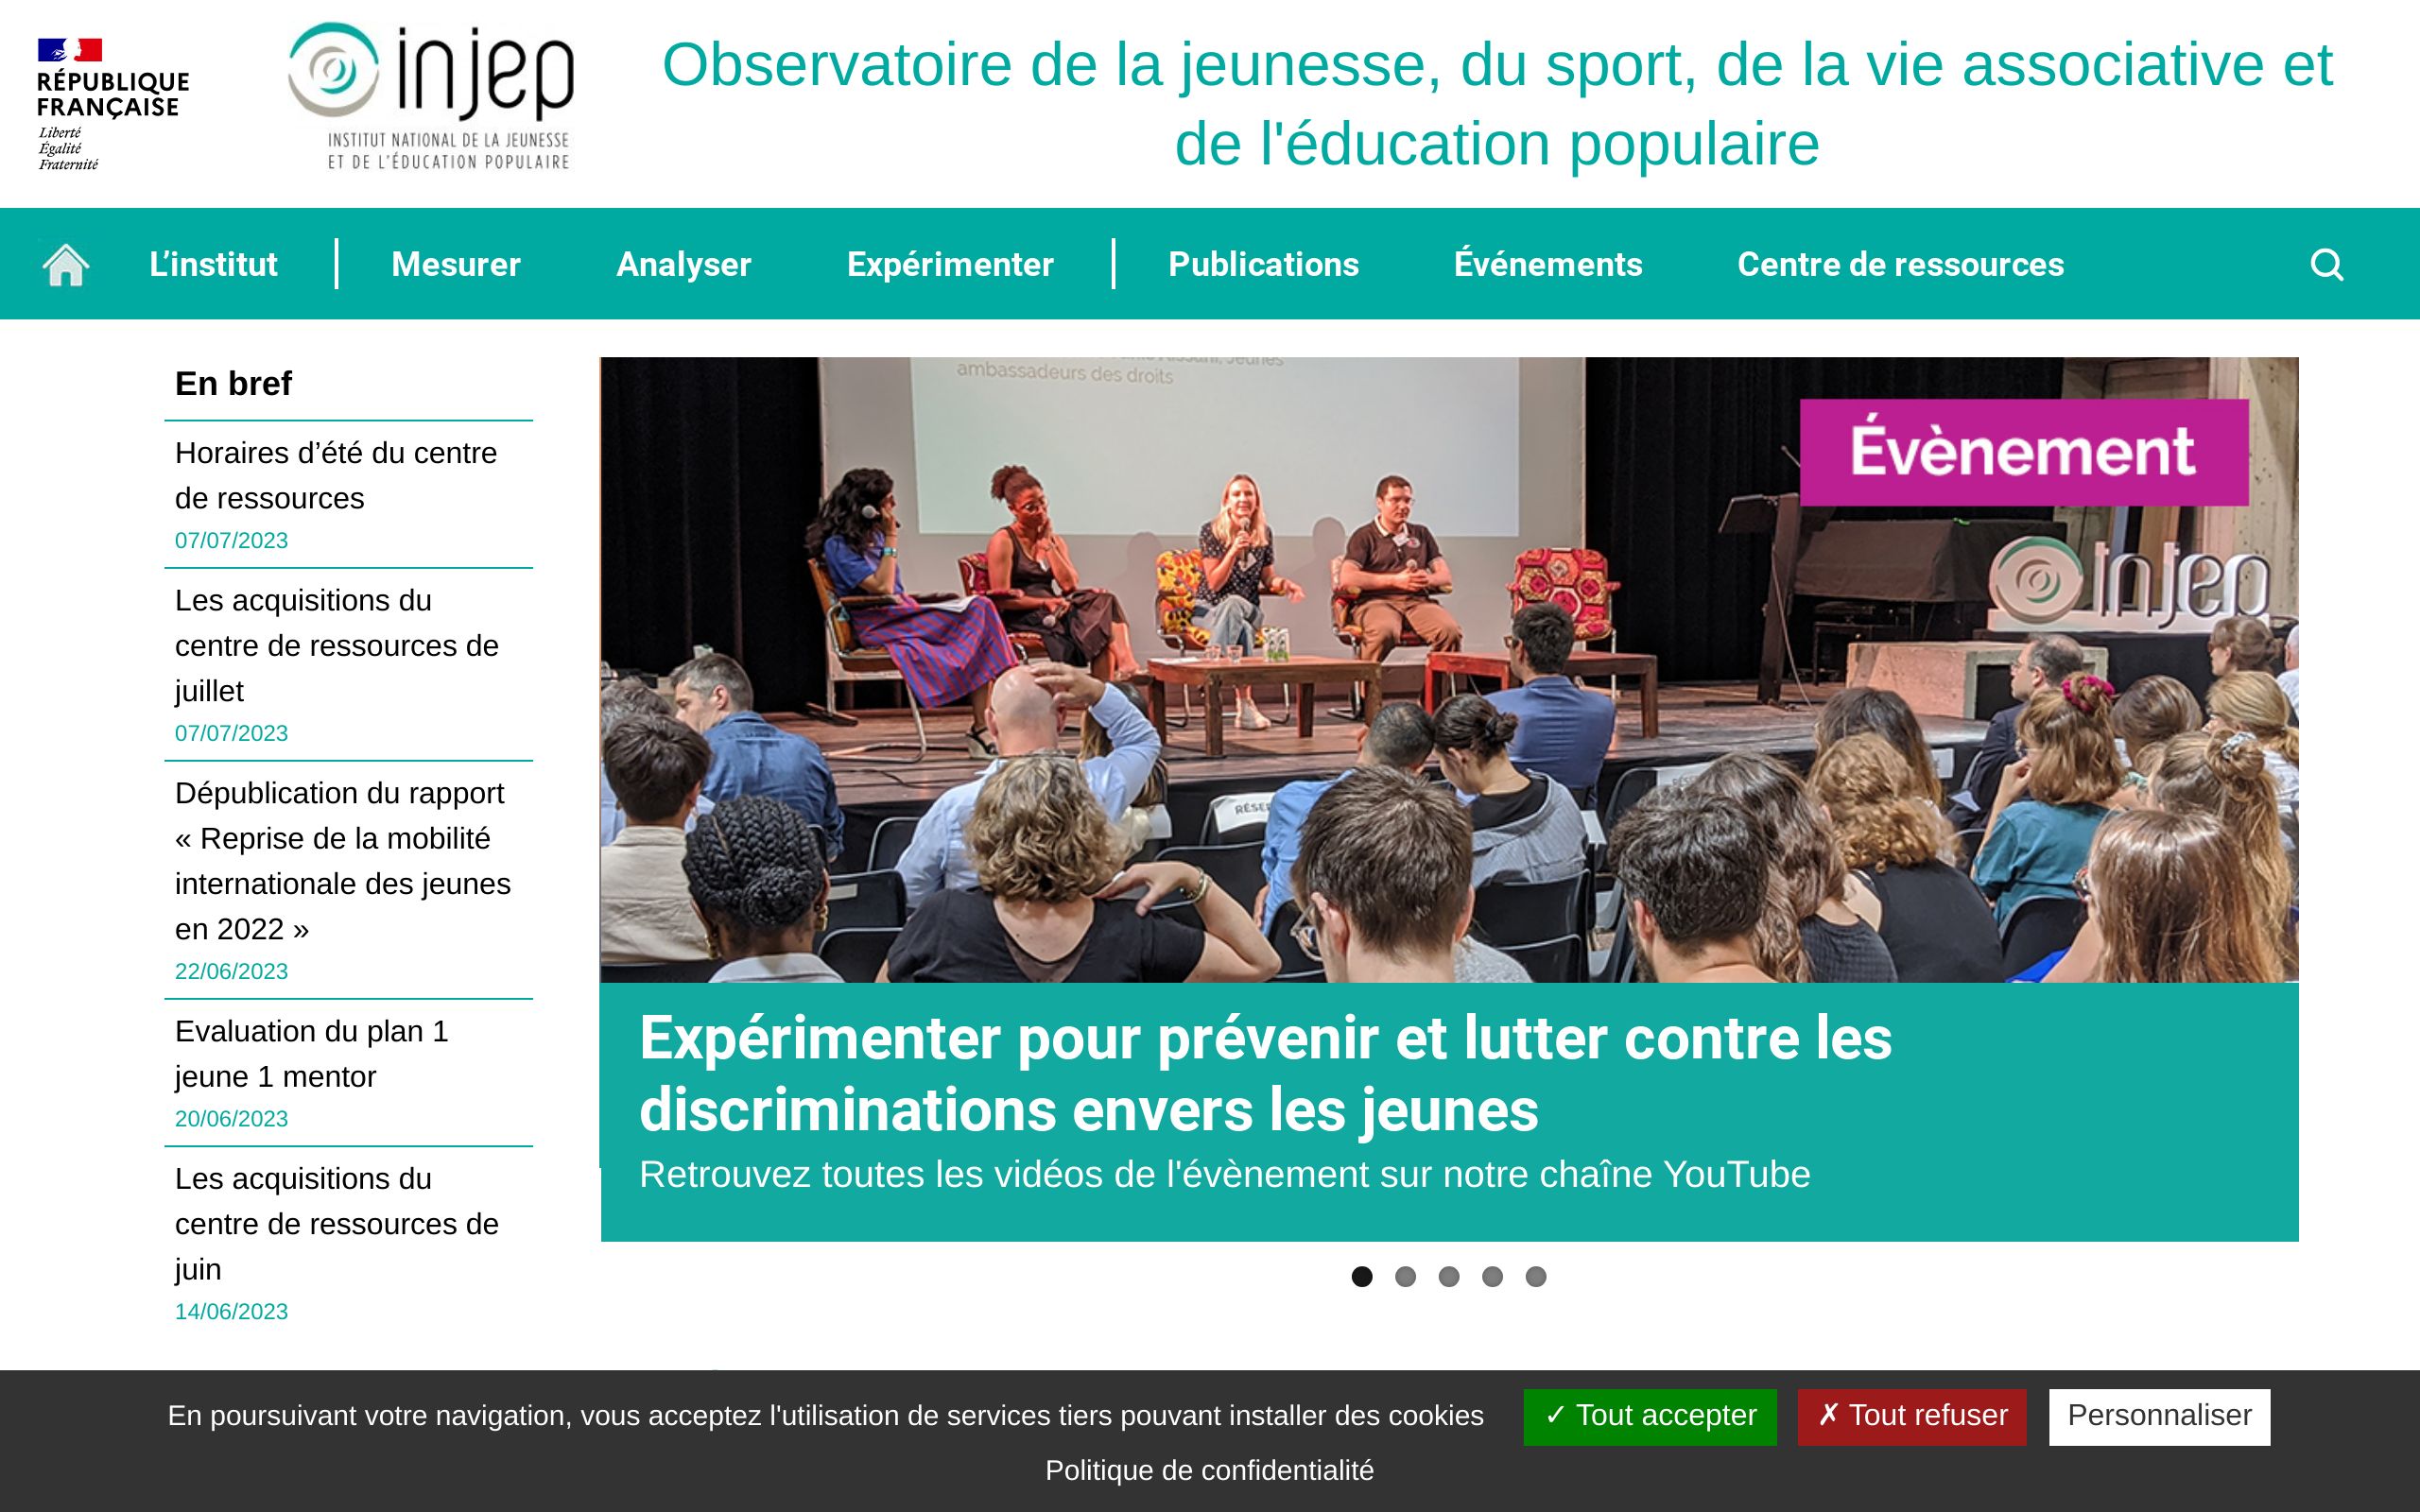 RÉPUBLIQUE
FRANÇAISE
Liberté
Égalité
Fraternité
injep
INSTITUT NATIONAL DE LA JEUNESSE
ET DE L'ÉDUCATION POPULAIRE
Observatoire de la jeunesse, du sport, de la vie associative et
de l'éducation populaire
L’institut
Mesurer
Analyser
Expérimenter
Publications
Événements
Centre de ressources
En bref
Horaires d’été du centre
de ressources
07/07/2023
Les acquisitions du
centre de ressources de
juillet
07/07/2023
Dépublication du rapport
« Reprise de la mobilité
internationale des jeunes
en 2022 »
22/06/2023
Evaluation du plan 1
jeune 1 mentor
20/06/2023
Les acquisitions du
centre de ressources de
juin
14/06/2023
Jeunes
ambassadeurs des droits
Évènement
injep
Expérimenter pour prévenir et lutter contre les
discriminations envers les jeunes
Retrouvez toutes les vidéos de l'évènement sur notre chaîne YouTube
En poursuivant votre navigation, vous acceptez l'utilisation de services tiers pouvant installer des cookies
✓ Tout accepter
✗ Tout refuser
Personnaliser
Politique de confidentialité